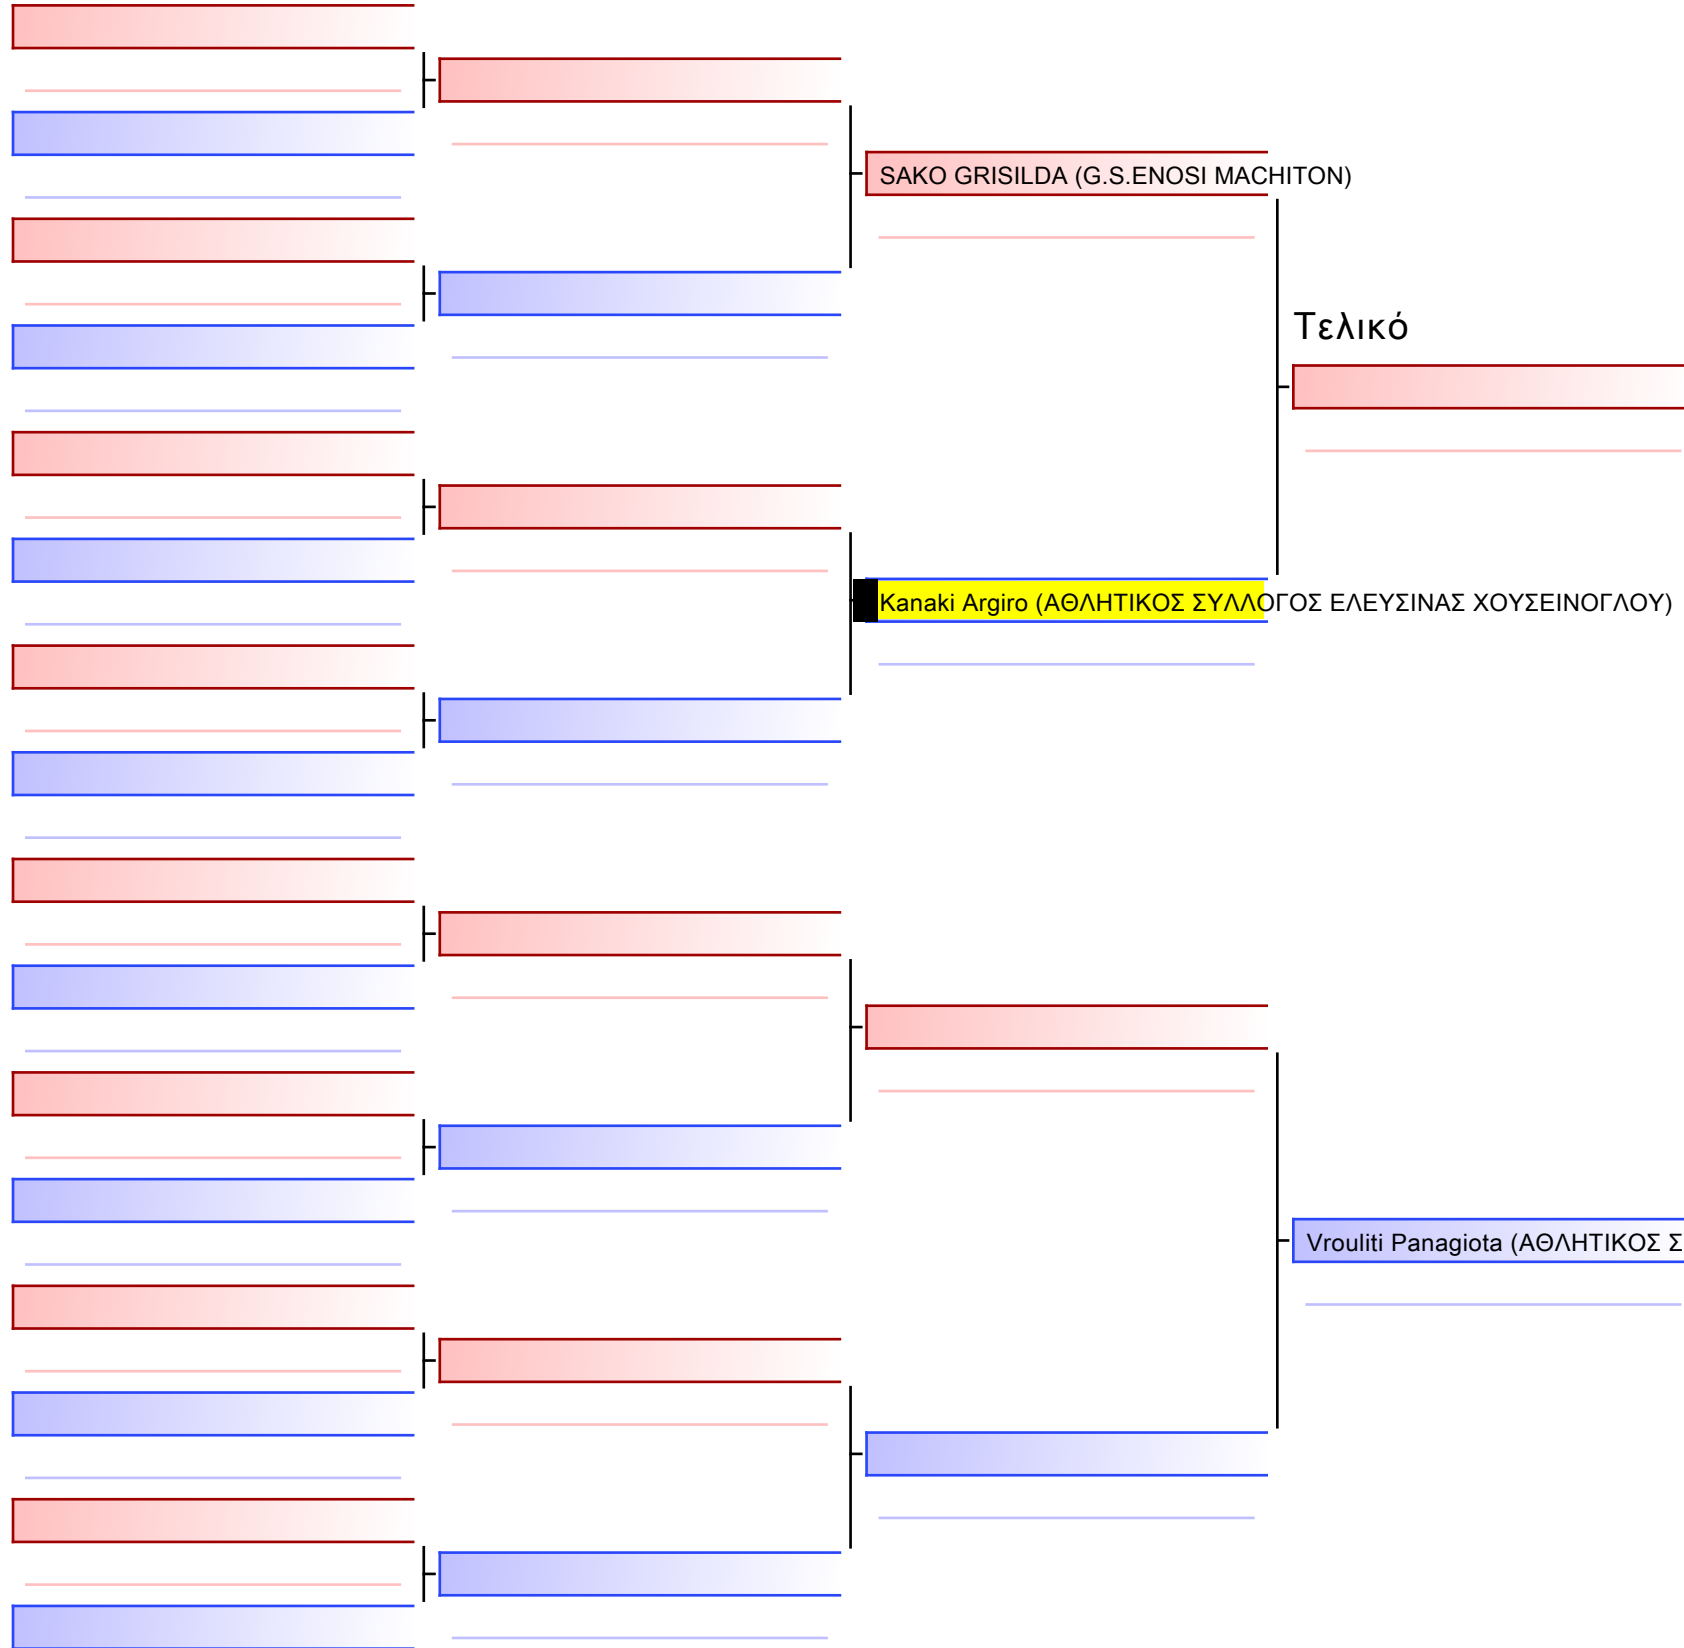 SAKO GRISILDA (G.S.ENOSI MACHITON)
Τελικό
Kanaki Argiro (ΑΘΛΗΤΙΚΟΣ ΣΥΛΛΟΓΟΣ ΕΛΕΥΣΙΝΑΣ ΧΟΥΣΕΙΝΟΓΛΟΥ)
Vrouliti Panagiota (ΑΘΛΗΤΙΚΟΣ Σ